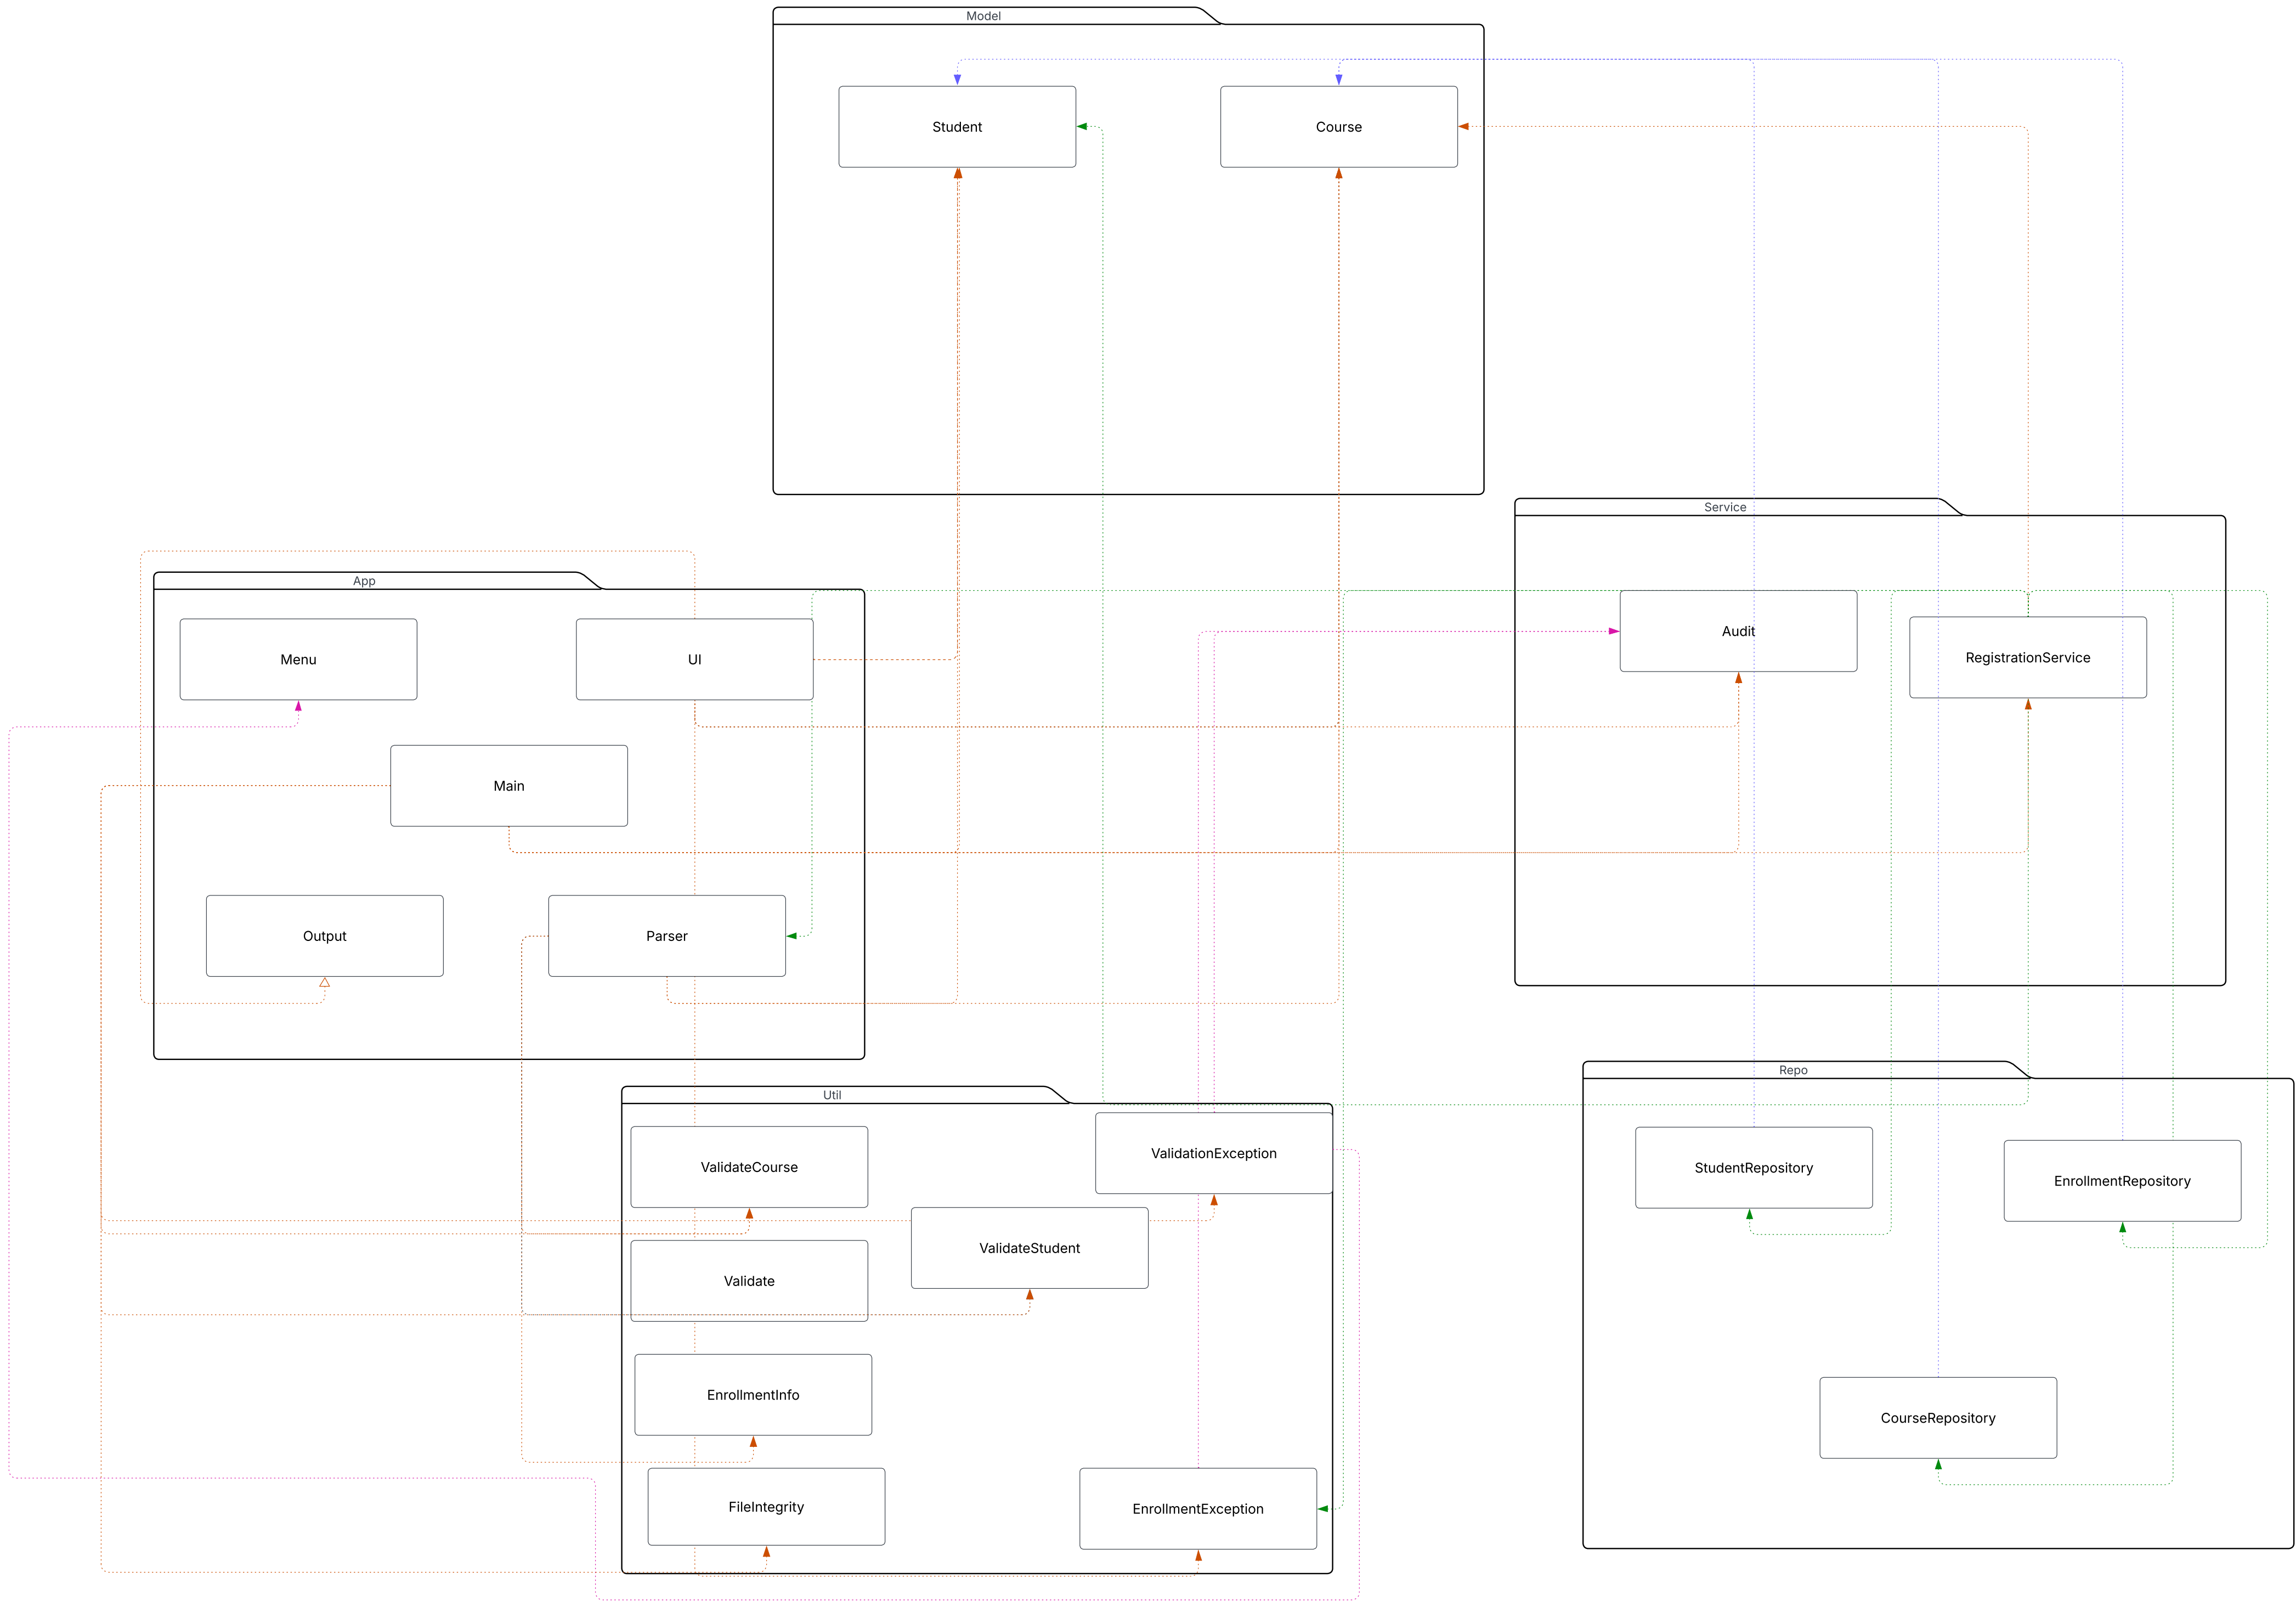 Model
Student
Course
Service
Audit
RegistrationService
App
Menu
UI
Main
Output
Parser
Util
ValidateCourse
ValidationException
ValidateStudent
Validate
EnrollmentInfo
FileIntegrity
EnrollmentException
Repo
StudentRepository
EnrollmentRepository
CourseRepository